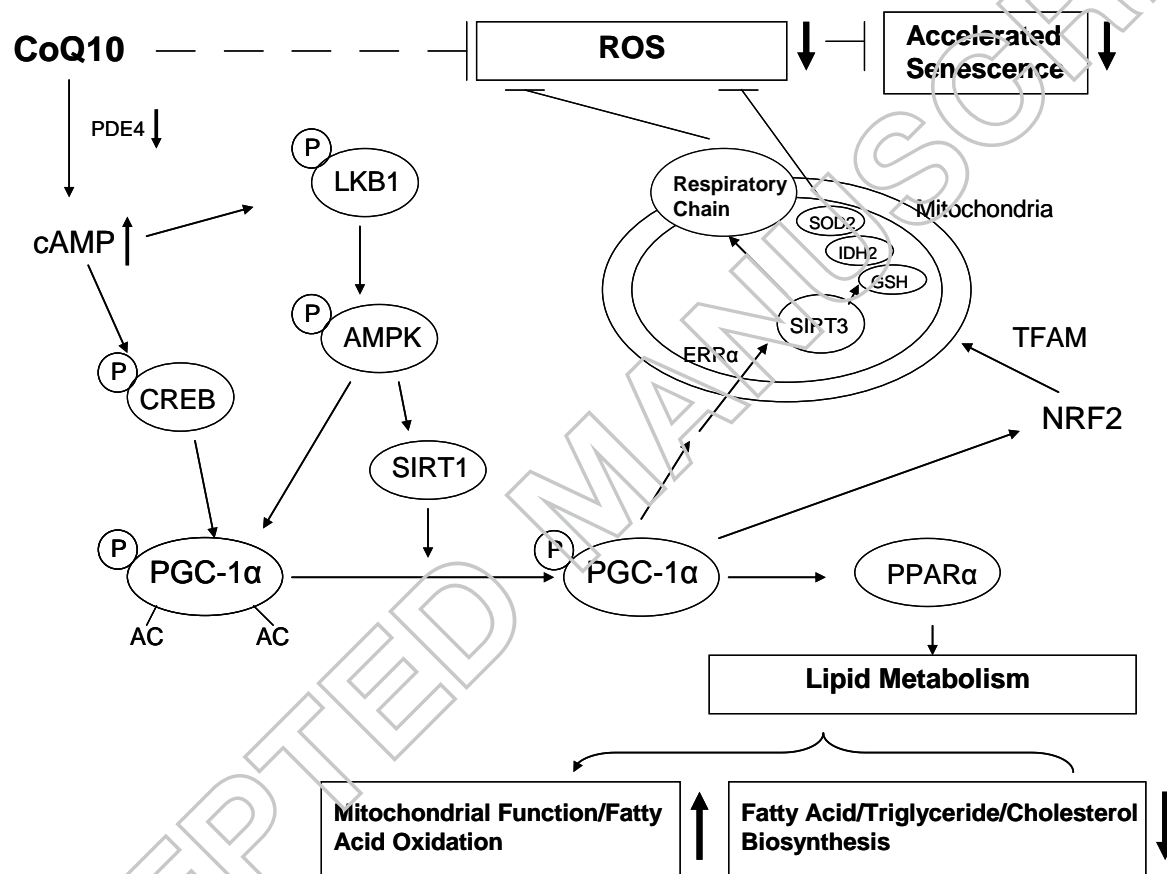 CoQ10
ROS
Accelerated
Senescence
PDE4
P
LKB1
Respiratory
Chain
Mitochondria
SOD2
IDH2
GSH
cAMP
P
AMPK
SIRT3
ERRα
TFAM
NRF2
P
CREB
SIRT1
P
PGC-1α
AC
AC
P
PGC-1α
PPARα
Lipid Metabolism
Mitochondrial Function/Fatty
Acid Oxidation
Fatty Acid/Triglyceride/Cholesterol
Biosynthesis
EPTED MANUSCRI